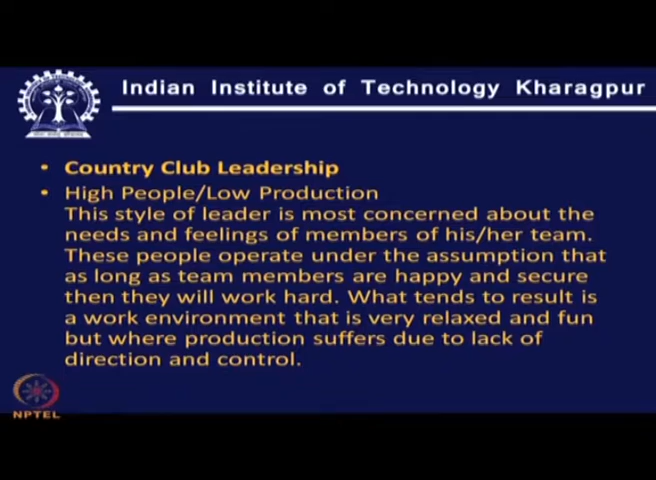 Indian Institute of Technology Kharagpur
• Country Club Leadership
• High People/Low Production
This style of leader is most concerned about the
needs and feelings of members of his/her team.
These people operate under the assumption that
as long as team members are happy and secure
then they will work hard. What tends to result is
a work environment that is very relaxed and fun
but where production suffers due to lack of
direction and control.
NPTEL